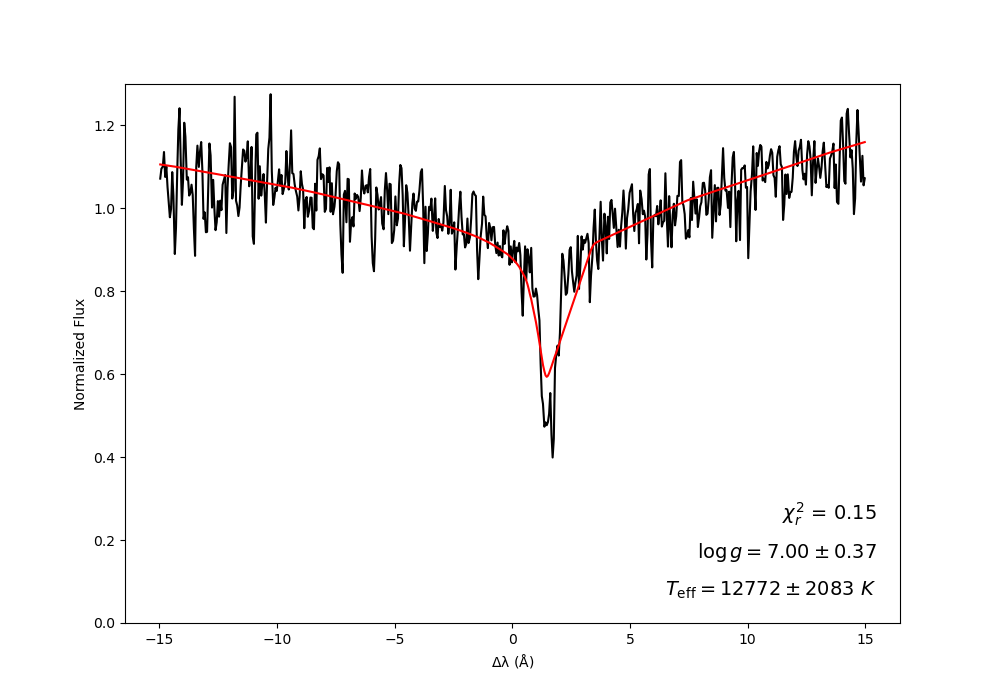 1.2
1.0
0.8
0.6
0.4
0.2
0.0
Normalized Flux
χ²ᵣ = 0.15
log g = 7.00 ± 0.37
T_eff = 12772 ± 2083 K
−15
−10
−5
0
5
10
15
Δλ (Å)